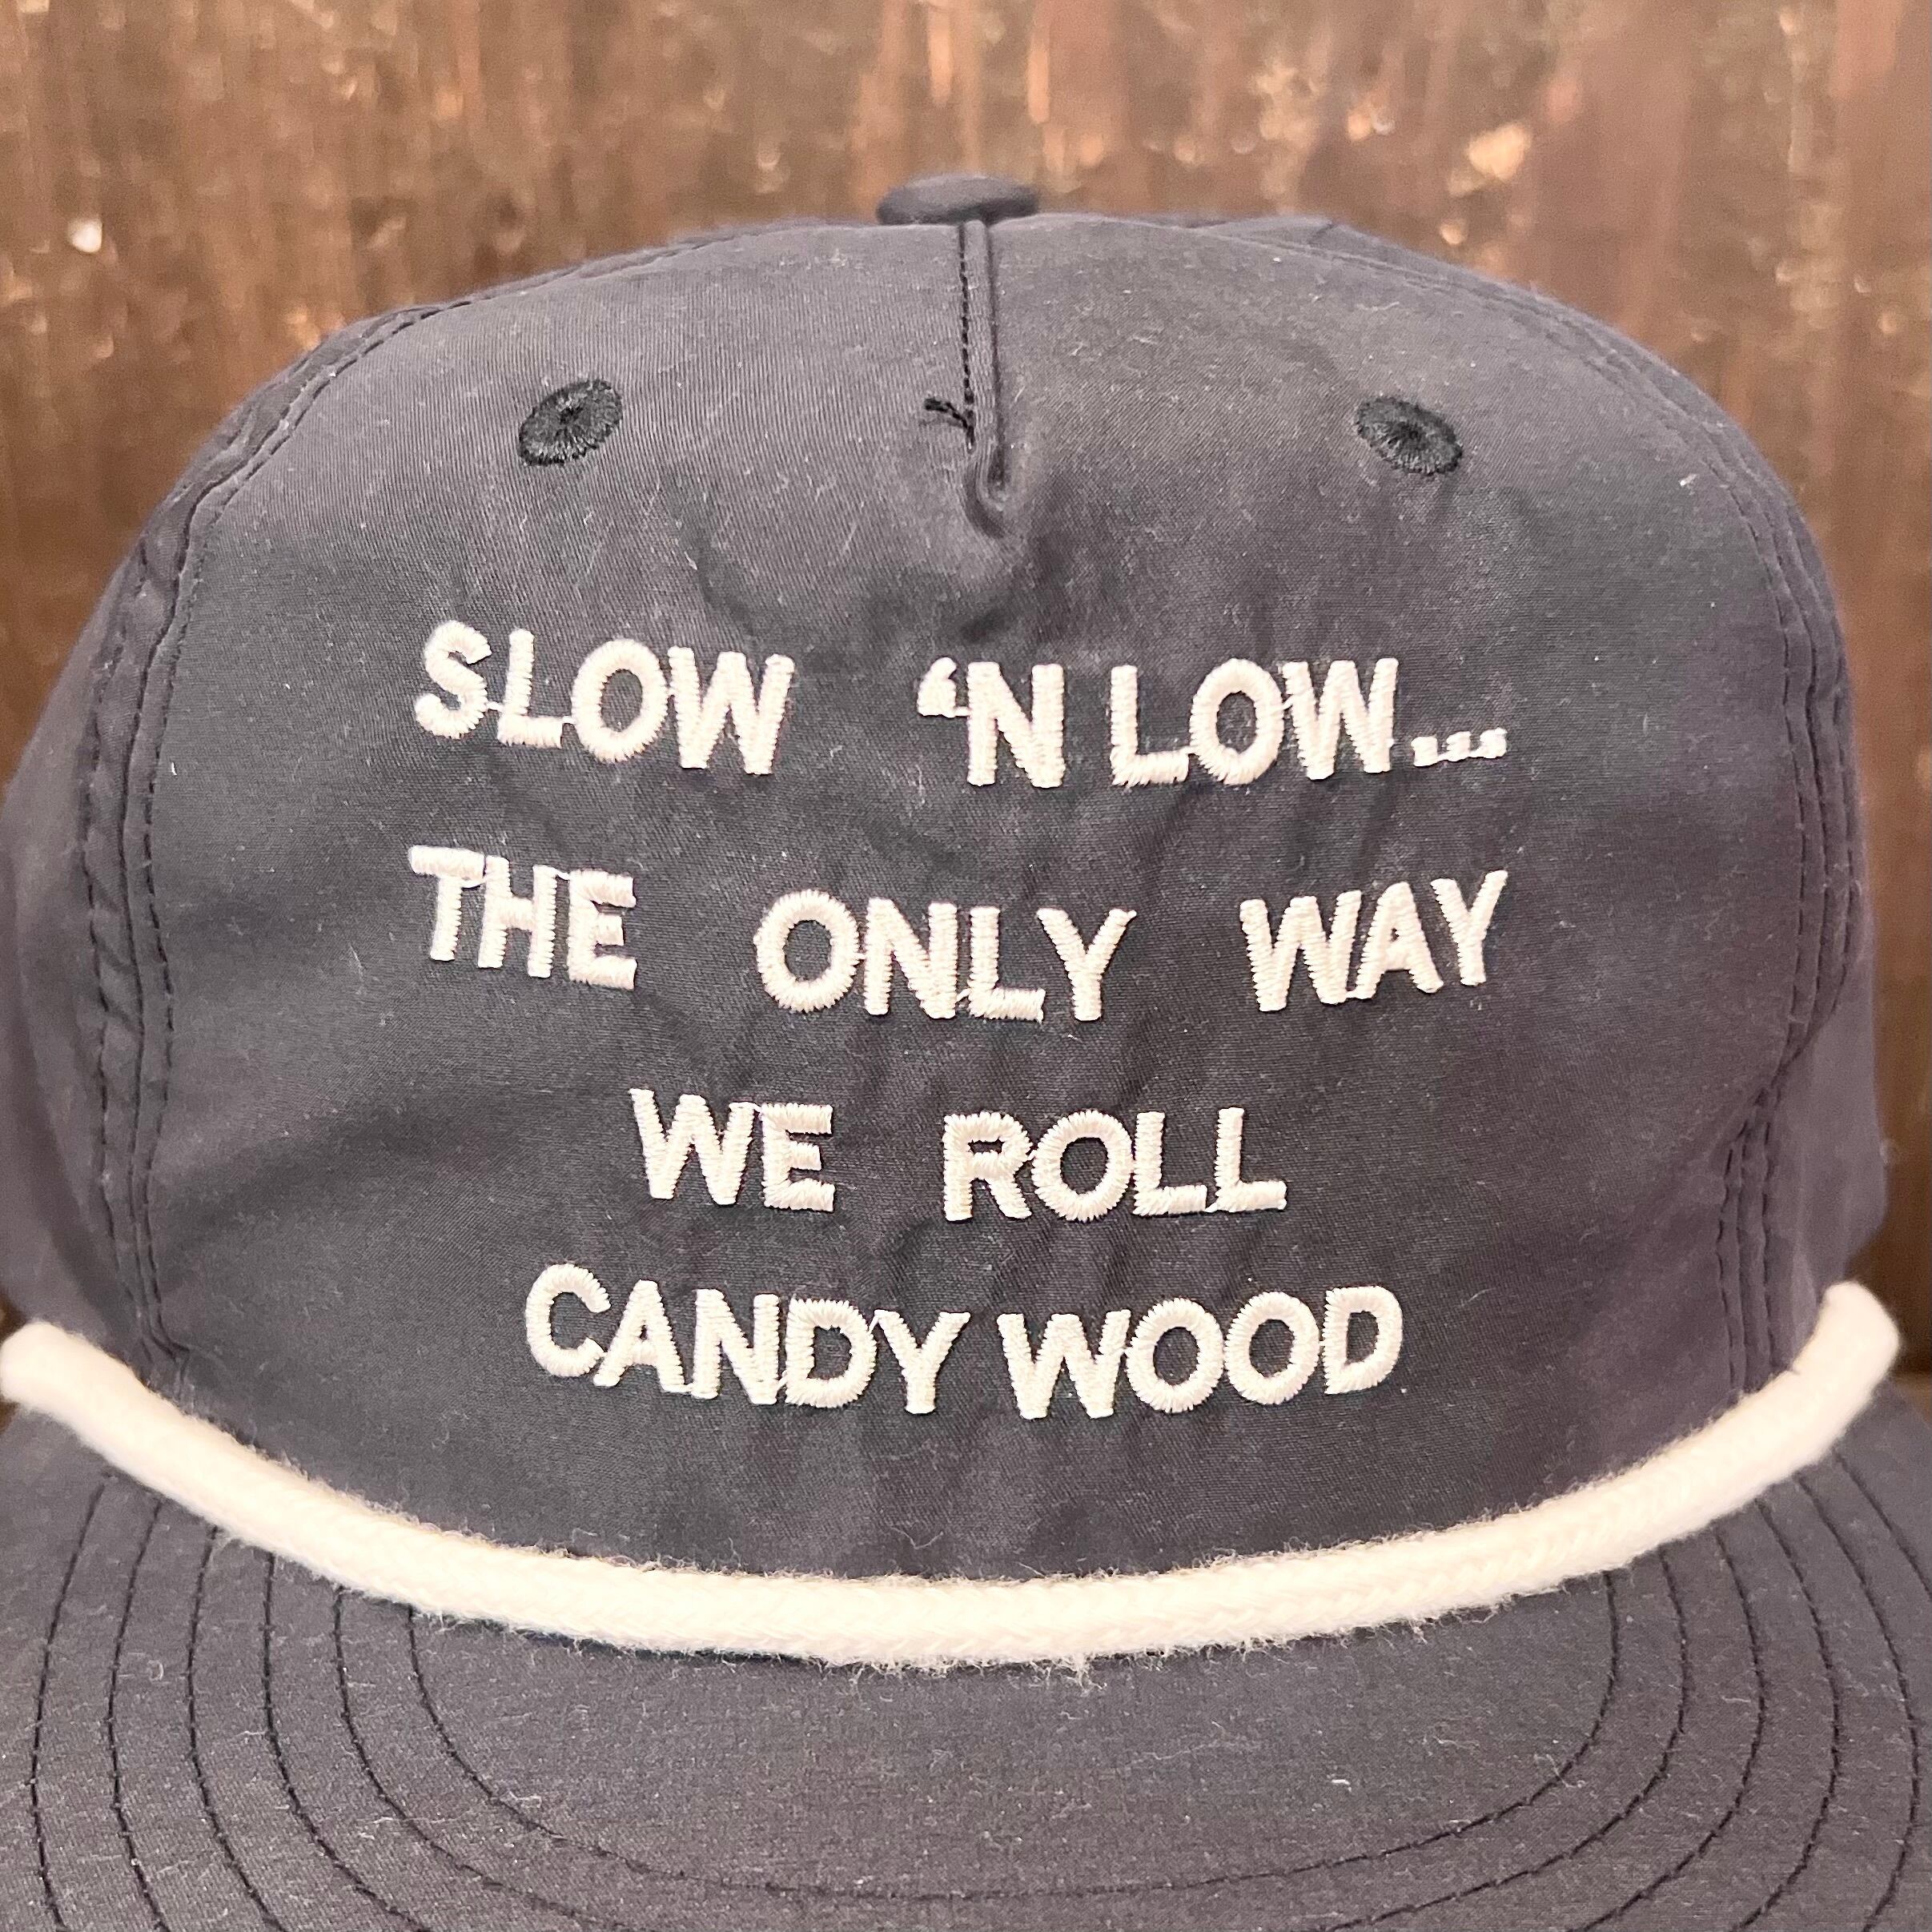 SLOW ‘N LOW...
THE ONLY WAY
WE ROLL
CANDY WOOD